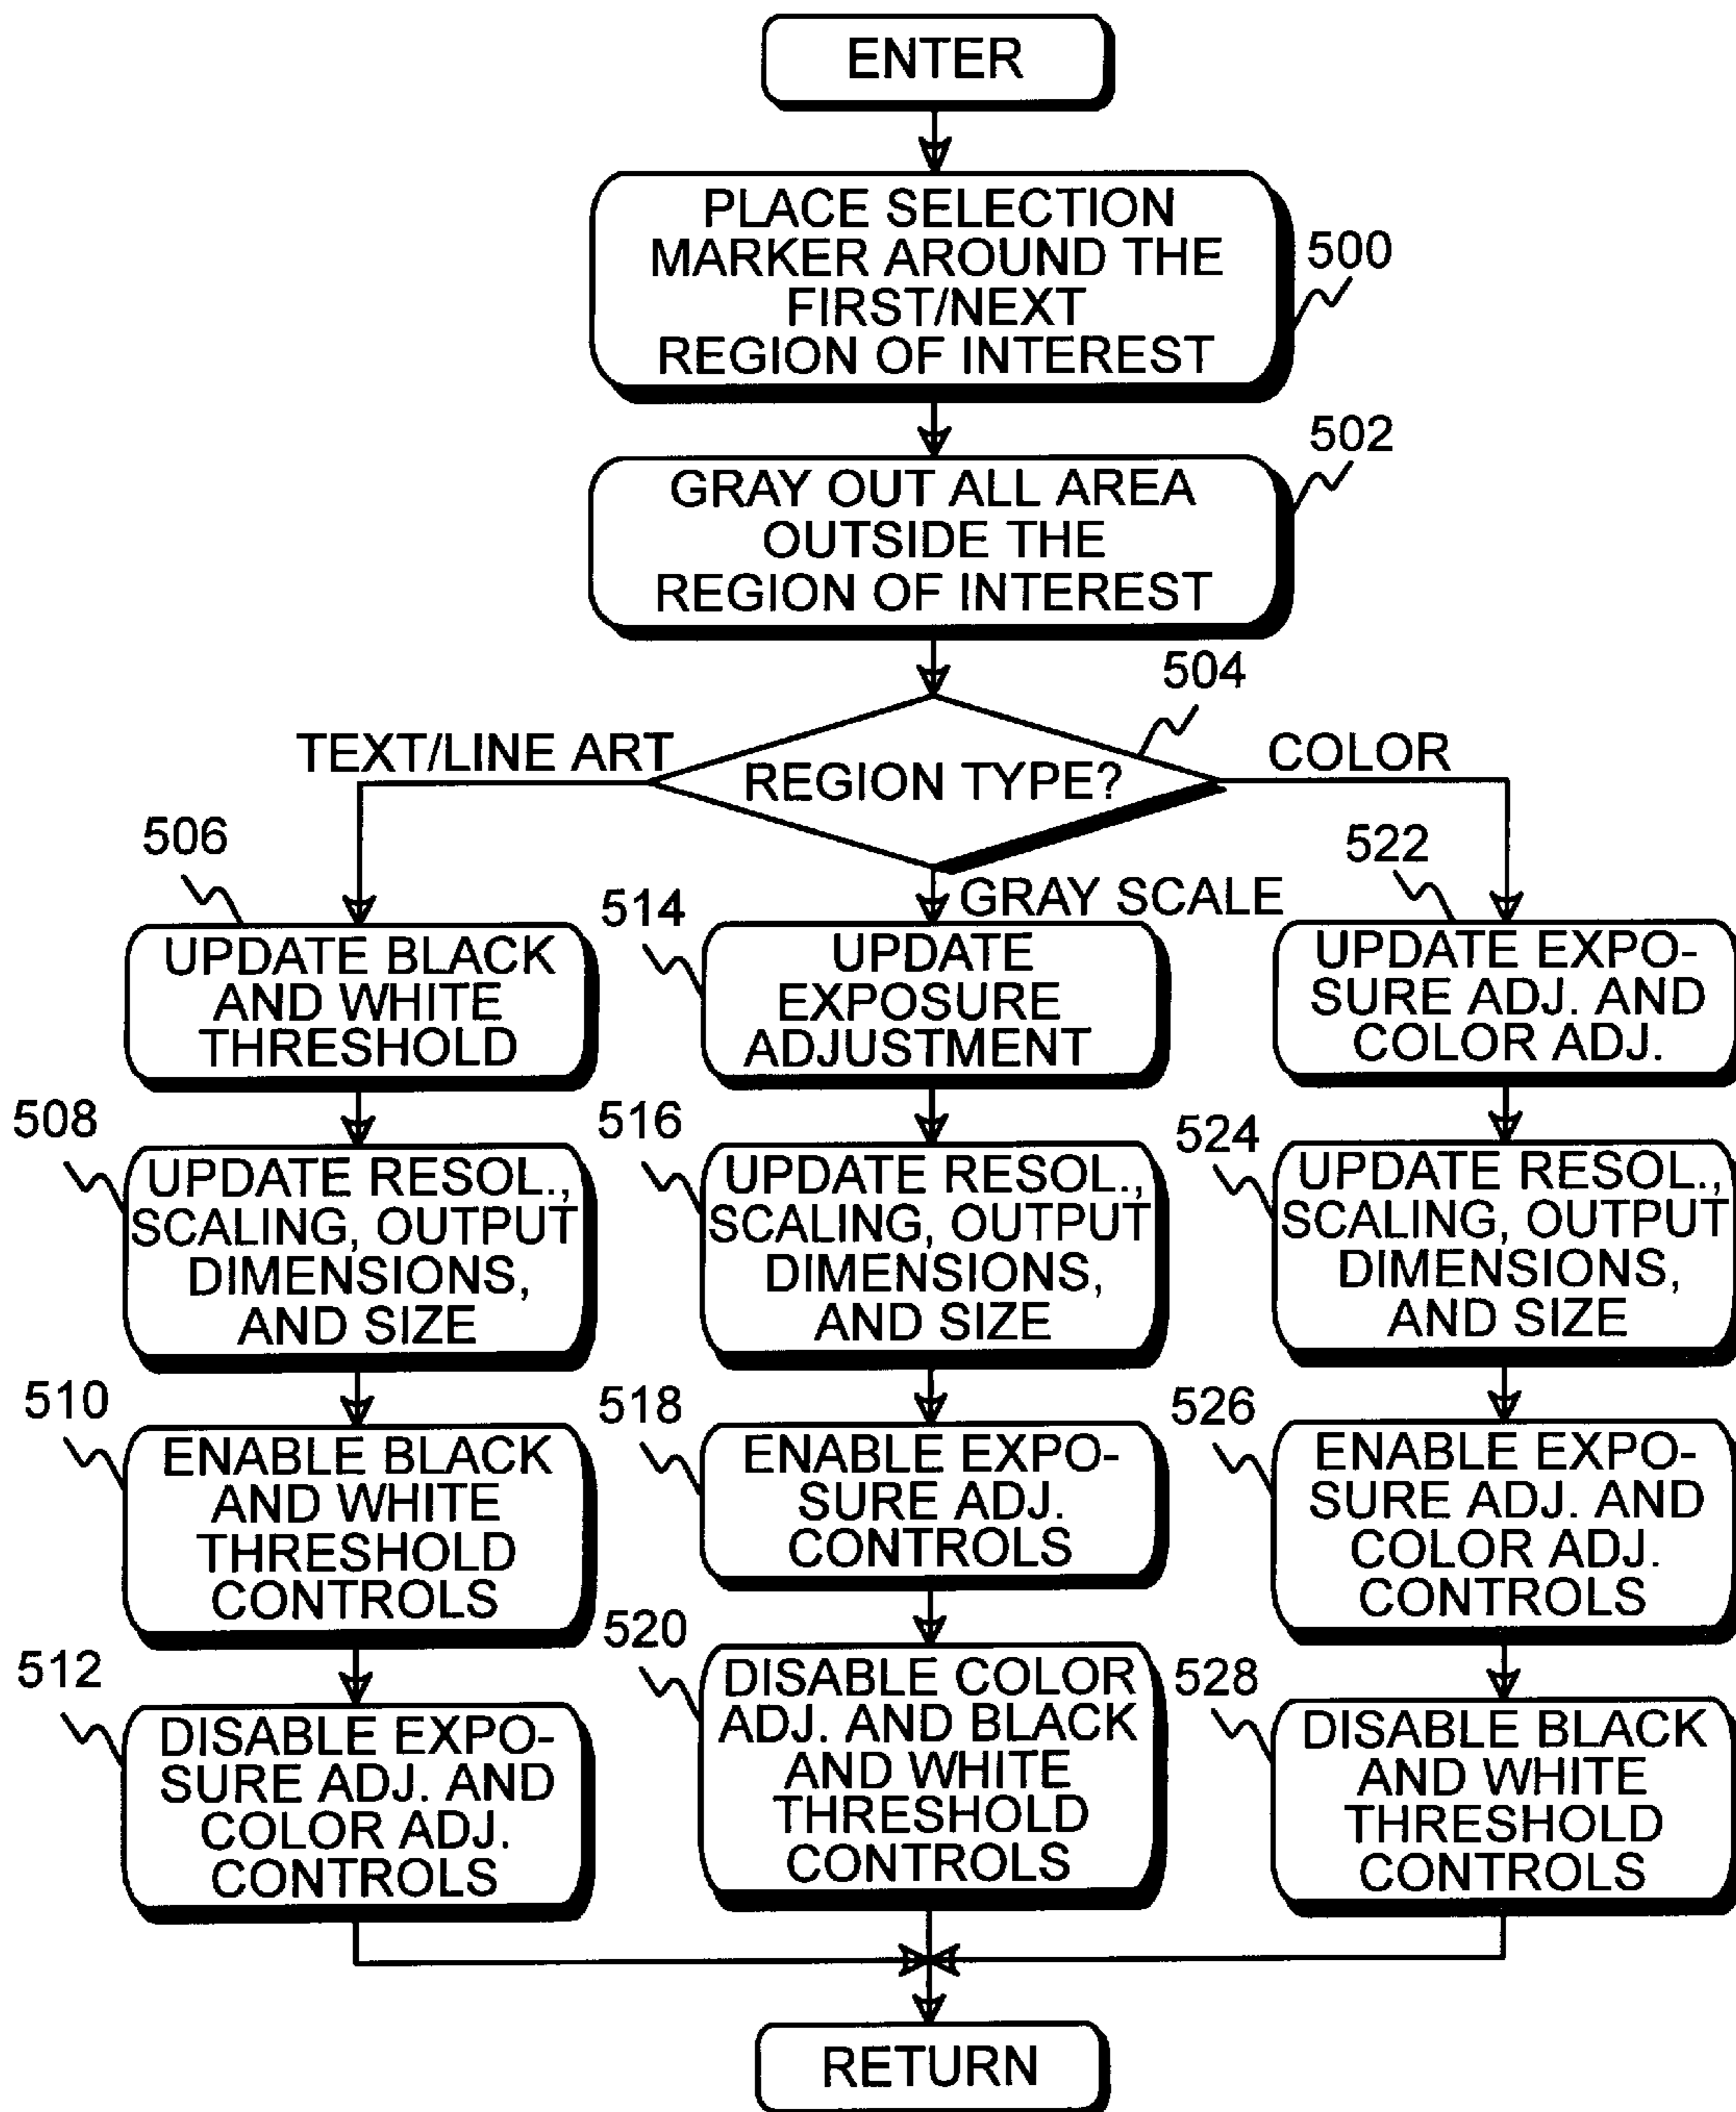 ENTER
PLACE SELECTION
MARKER AROUND THE
FIRST/NEXT
REGION OF INTEREST
500
GRAY OUT ALL AREA
OUTSIDE THE
REGION OF INTEREST
502
504
REGION TYPE?
TEXT/LINE ART
GRAY SCALE
COLOR
506
UPDATE BLACK
AND WHITE
THRESHOLD
508
UPDATE RESOL.,
SCALING, OUTPUT
DIMENSIONS,
AND SIZE
510
ENABLE BLACK
AND WHITE
THRESHOLD
CONTROLS
512
DISABLE EXPO-
SURE ADJ. AND
COLOR ADJ.
CONTROLS
514
UPDATE
EXPOSURE
ADJUSTMENT
516
UPDATE RESOL.,
SCALING, OUTPUT
DIMENSIONS,
AND SIZE
518
ENABLE EXPO-
SURE ADJ.
CONTROLS
520
DISABLE COLOR
ADJ. AND BLACK
AND WHITE
THRESHOLD
CONTROLS
522
UPDATE EXPO-
SURE ADJ. AND
COLOR ADJ.
524
UPDATE RESOL.,
SCALING, OUTPUT
DIMENSIONS,
AND SIZE
526
ENABLE EXPO-
SURE ADJ. AND
COLOR ADJ.
CONTROLS
528
DISABLE BLACK
AND WHITE
THRESHOLD
CONTROLS
RETURN